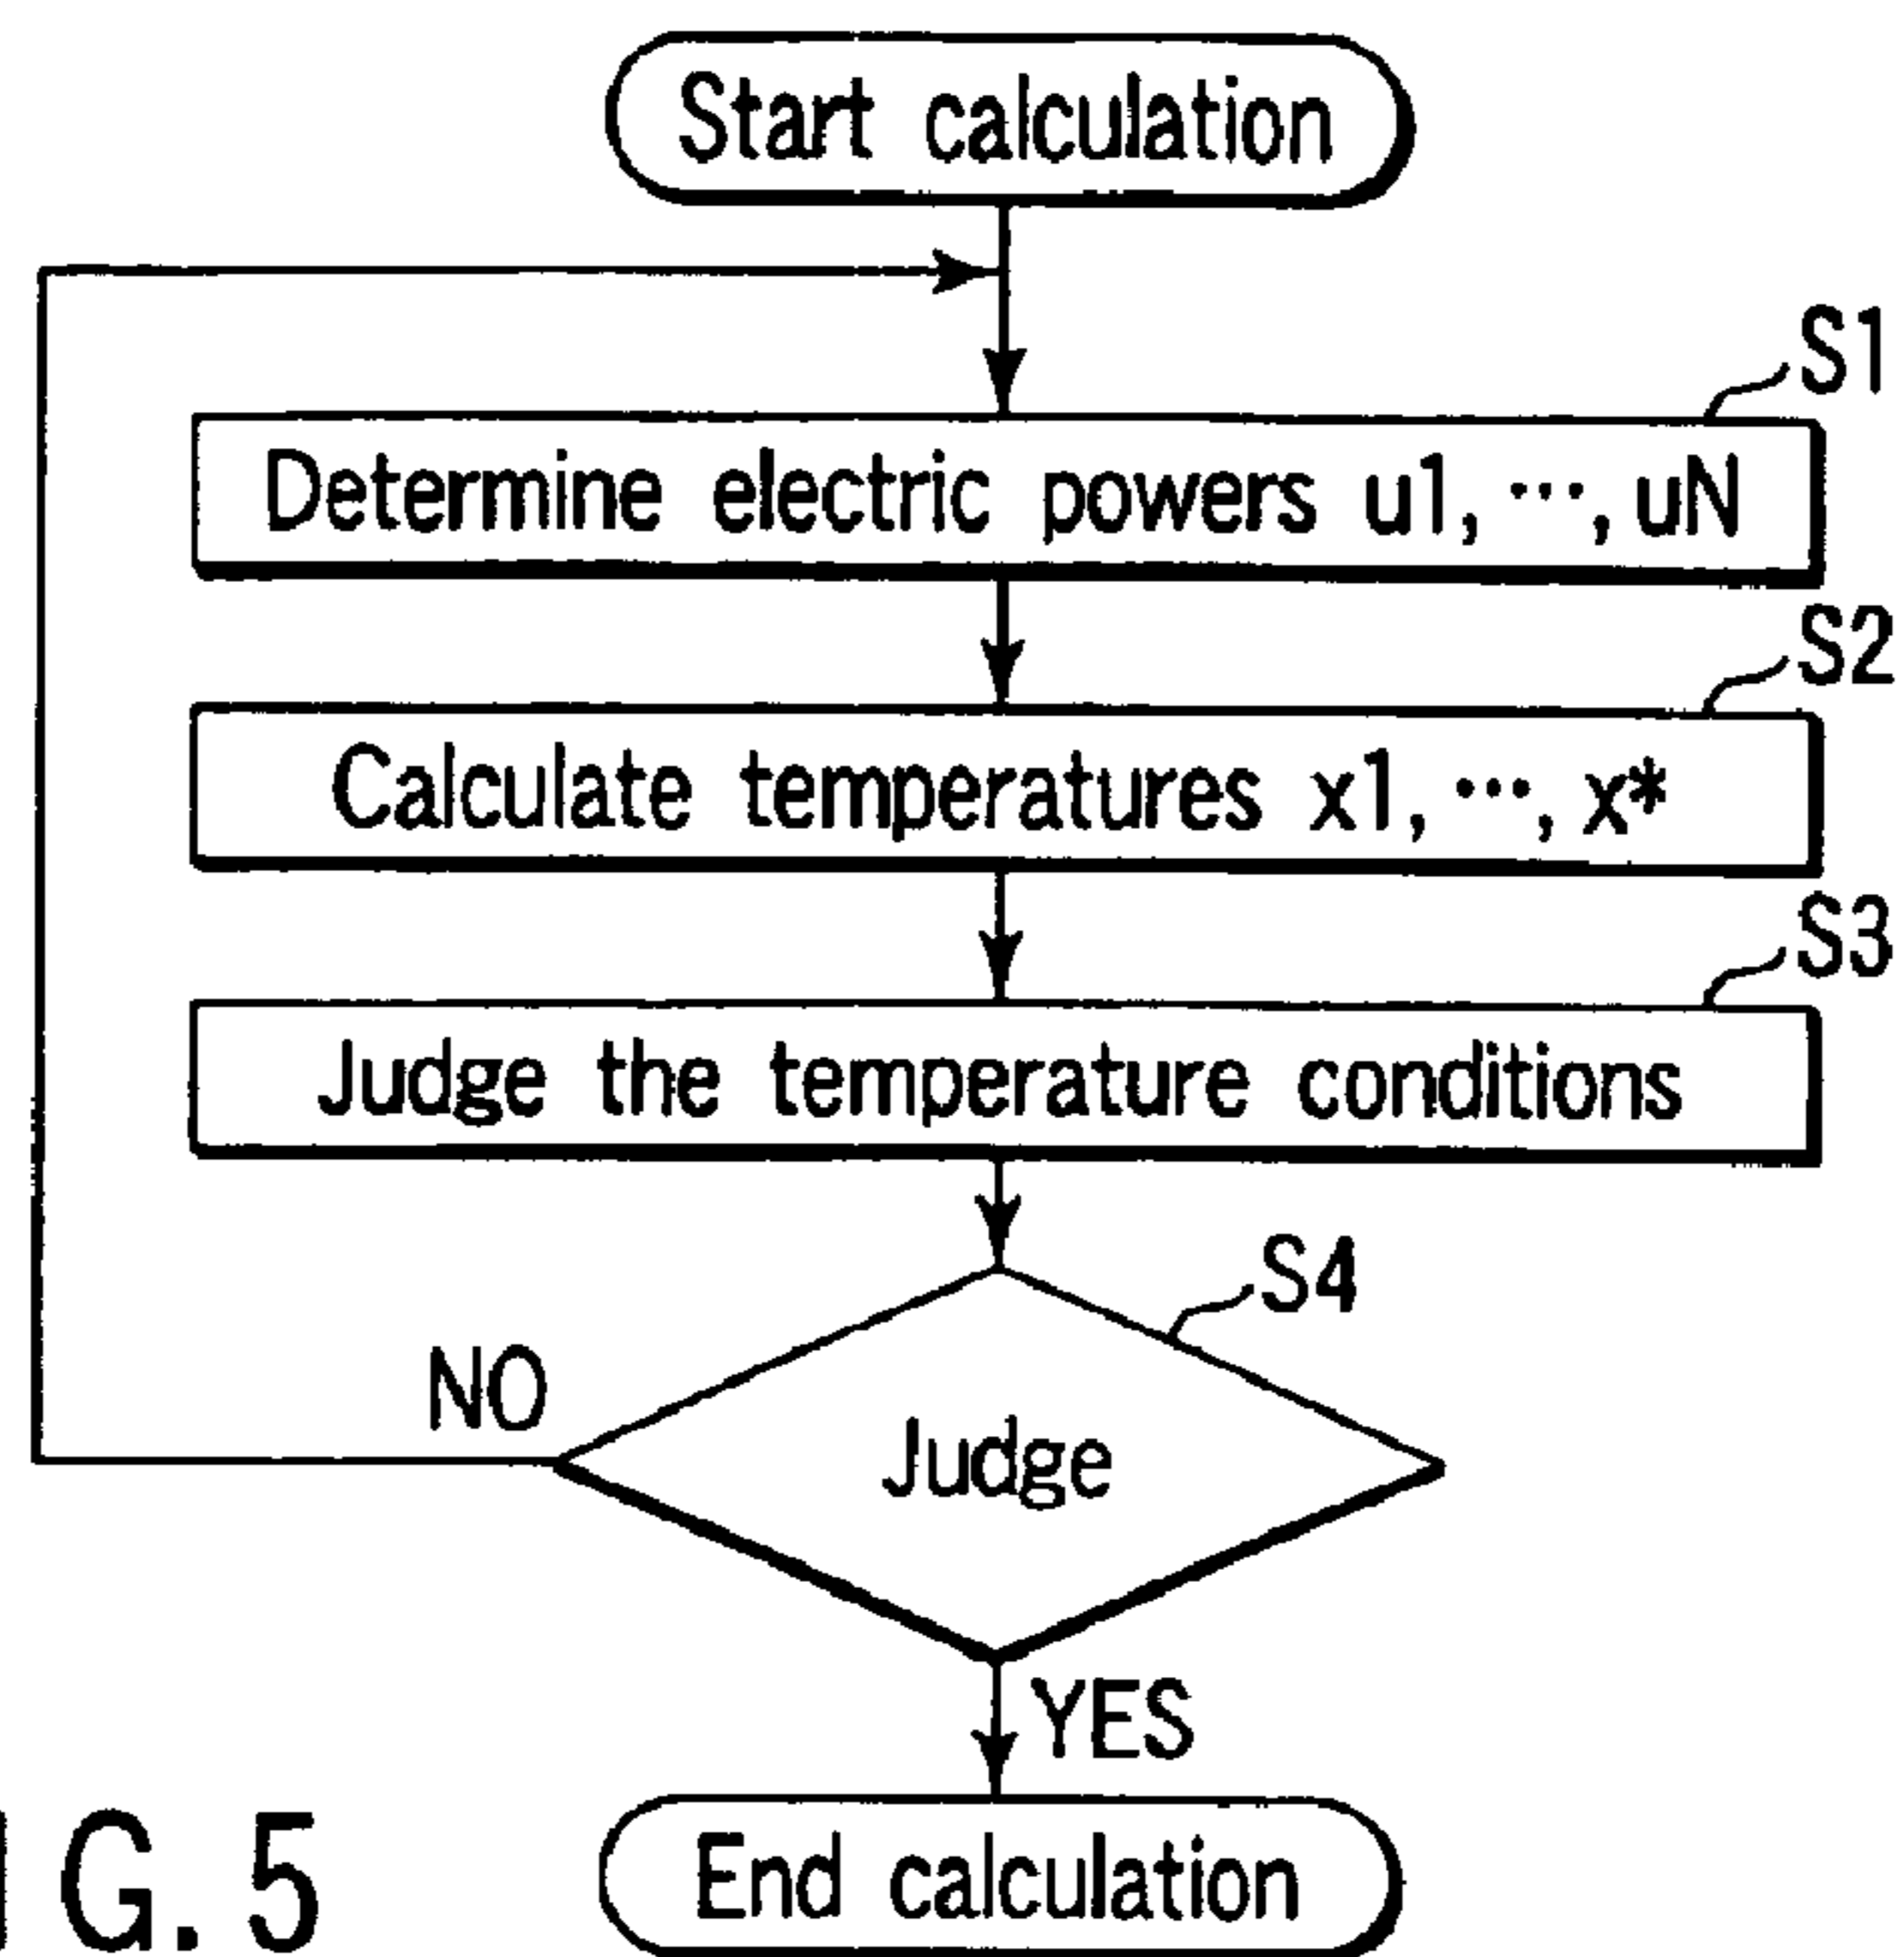 Start calculation
S1
Determine electric powers u1, ···, uN
S2
Calculate temperatures x1, ···, x*
S3
Judge the temperature conditions
S4
NO
Judge
YES
End calculation
G. 5